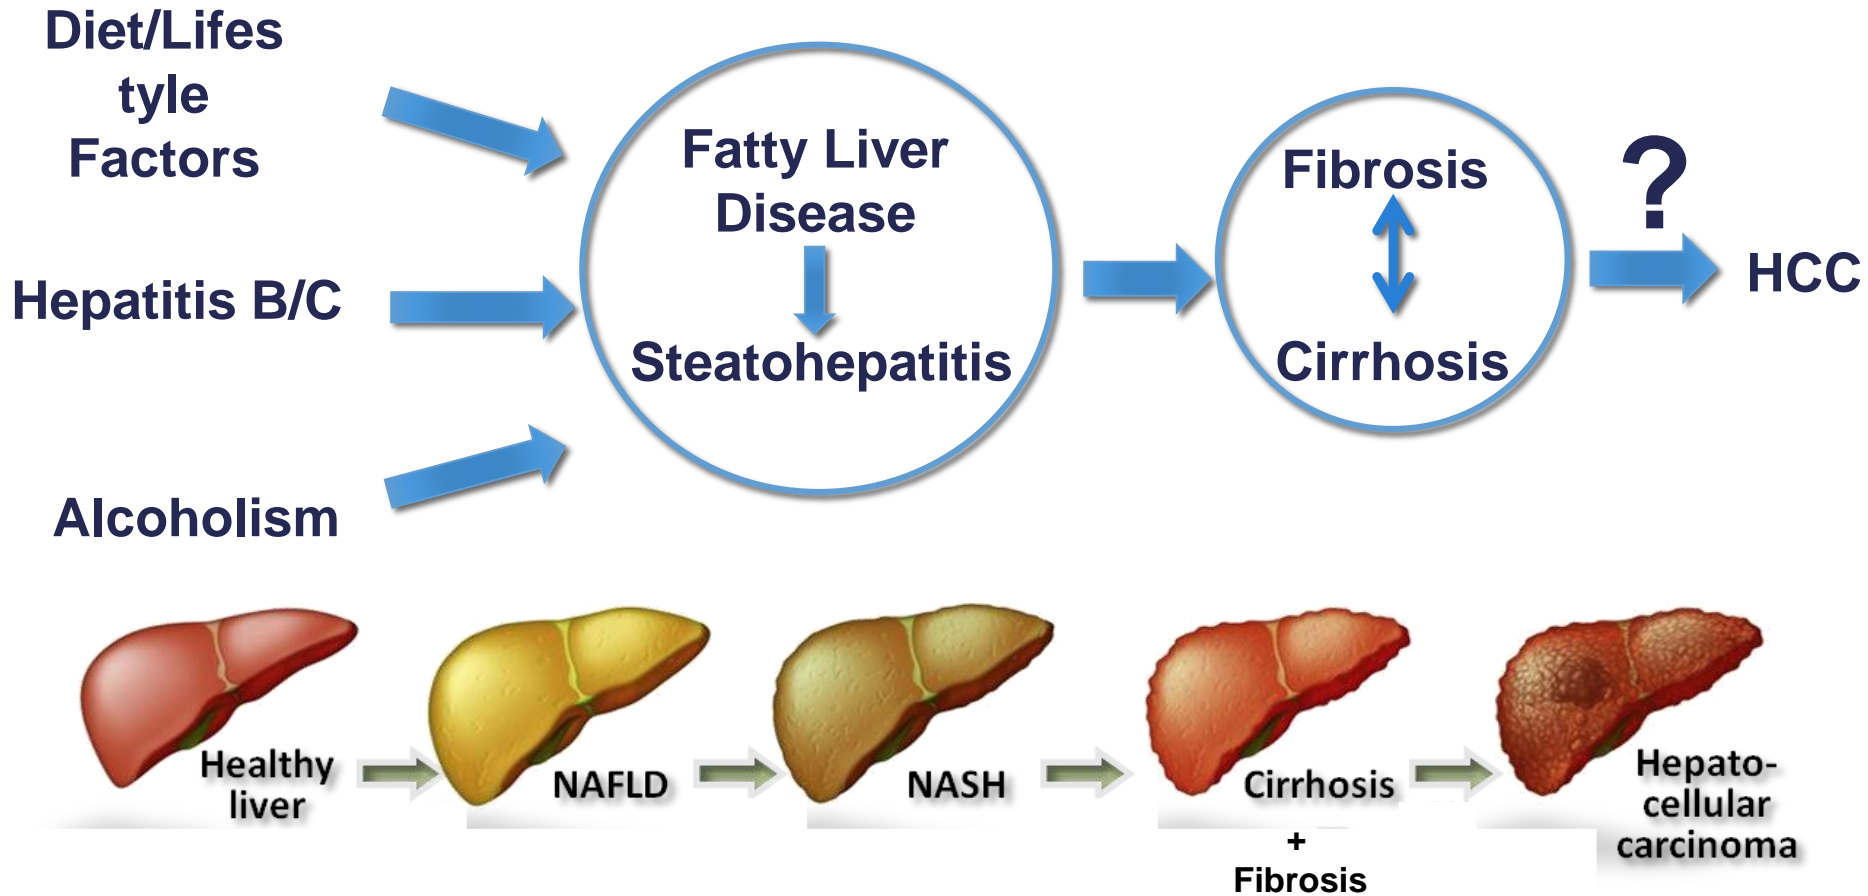 Diet/Lifes
tyle
Factors
Hepatitis B/C
Alcoholism
Fatty Liver
Disease
Steatohepatitis
Fibrosis
Cirrhosis
?
HCC
Healthy
liver
NAFLD
NASH
Cirrhosis
+
Fibrosis
Hepato-
cellular
carcinoma